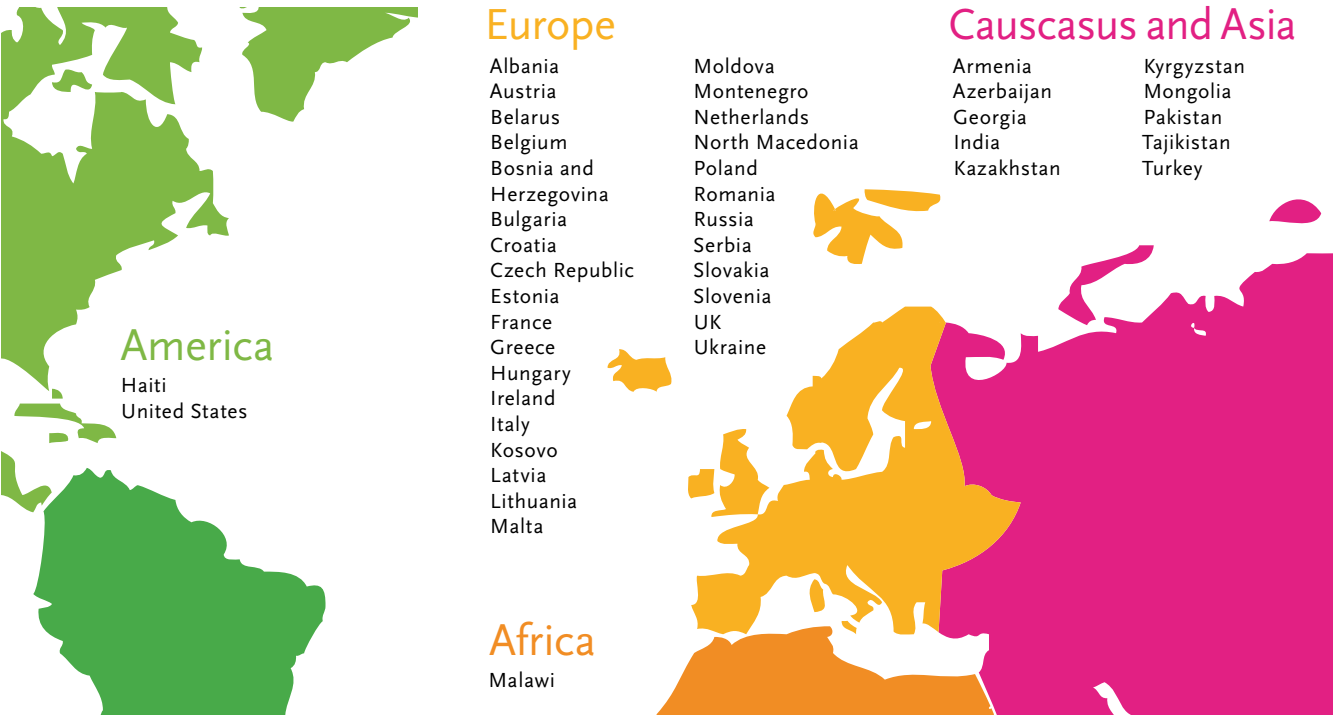 Europe
Albania
Austria
Belarus
Belgium
Bosnia and
Herzegovina
Bulgaria
Croatia
Czech Republic
Estonia
France
Greece
Hungary
Ireland
Italy
Kosovo
Latvia
Lithuania
Malta
Moldova
Montenegro
Netherlands
North Macedonia
Poland
Romania
Russia
Serbia
Slovakia
Slovenia
UK
Ukraine
Causcasus and Asia
Armenia
Azerbaijan
Georgia
India
Kazakhstan
Kyrgyzstan
Mongolia
Pakistan
Tajikistan
Turkey
America
Haiti
United States
Africa
Malawi